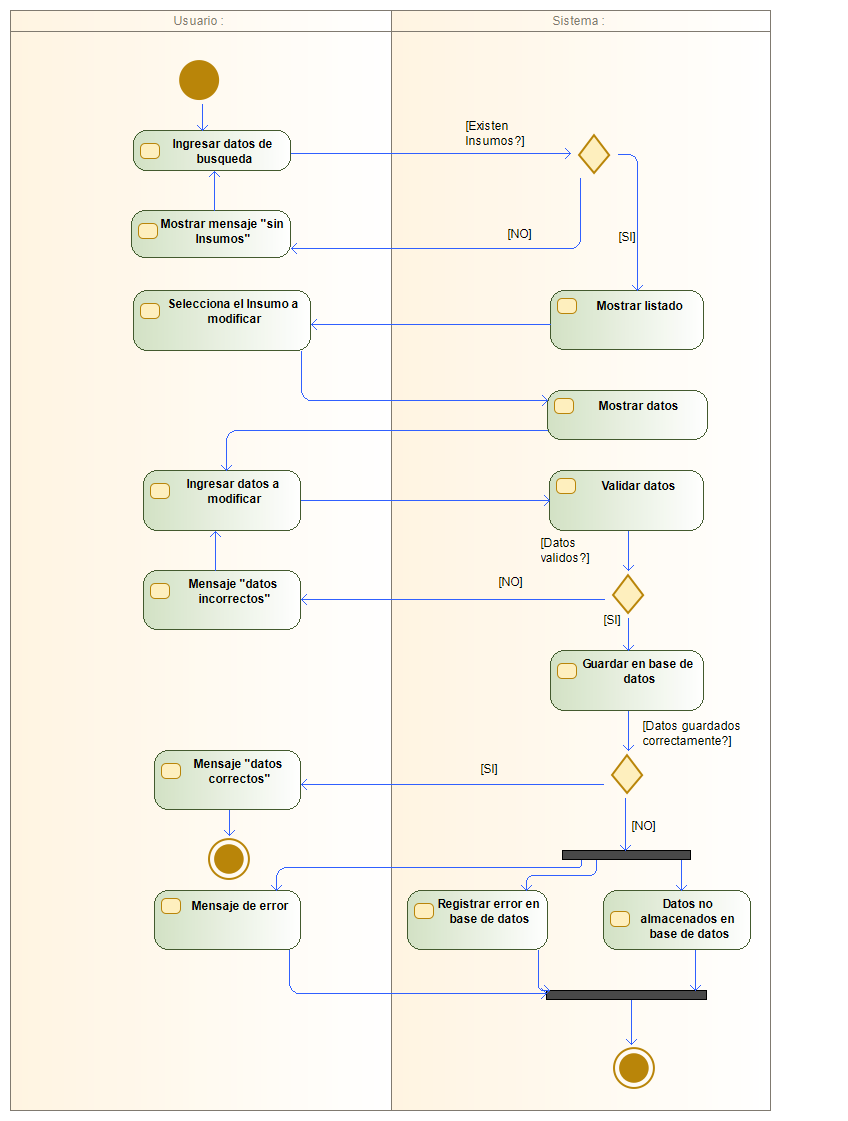 Usuario :
Sistema :
[Existen
Insumos?]
Ingresar datos de
busqueda
Mostrar mensaje "sin
Insumos"
[NO]
[SI]
Selecciona el Insumo a
modificar
Mostrar listado
Mostrar datos
Ingresar datos a
modificar
Validar datos
[Datos
validos?]
Mensaje "datos
incorrectos"
[NO]
[SI]
Guardar en base de
datos
[Datos guardados
correctamente?]
Mensaje "datos
correctos"
[SI]
[NO]
Mensaje de error
Registrar error en
base de datos
Datos no
almacenados en
base de datos